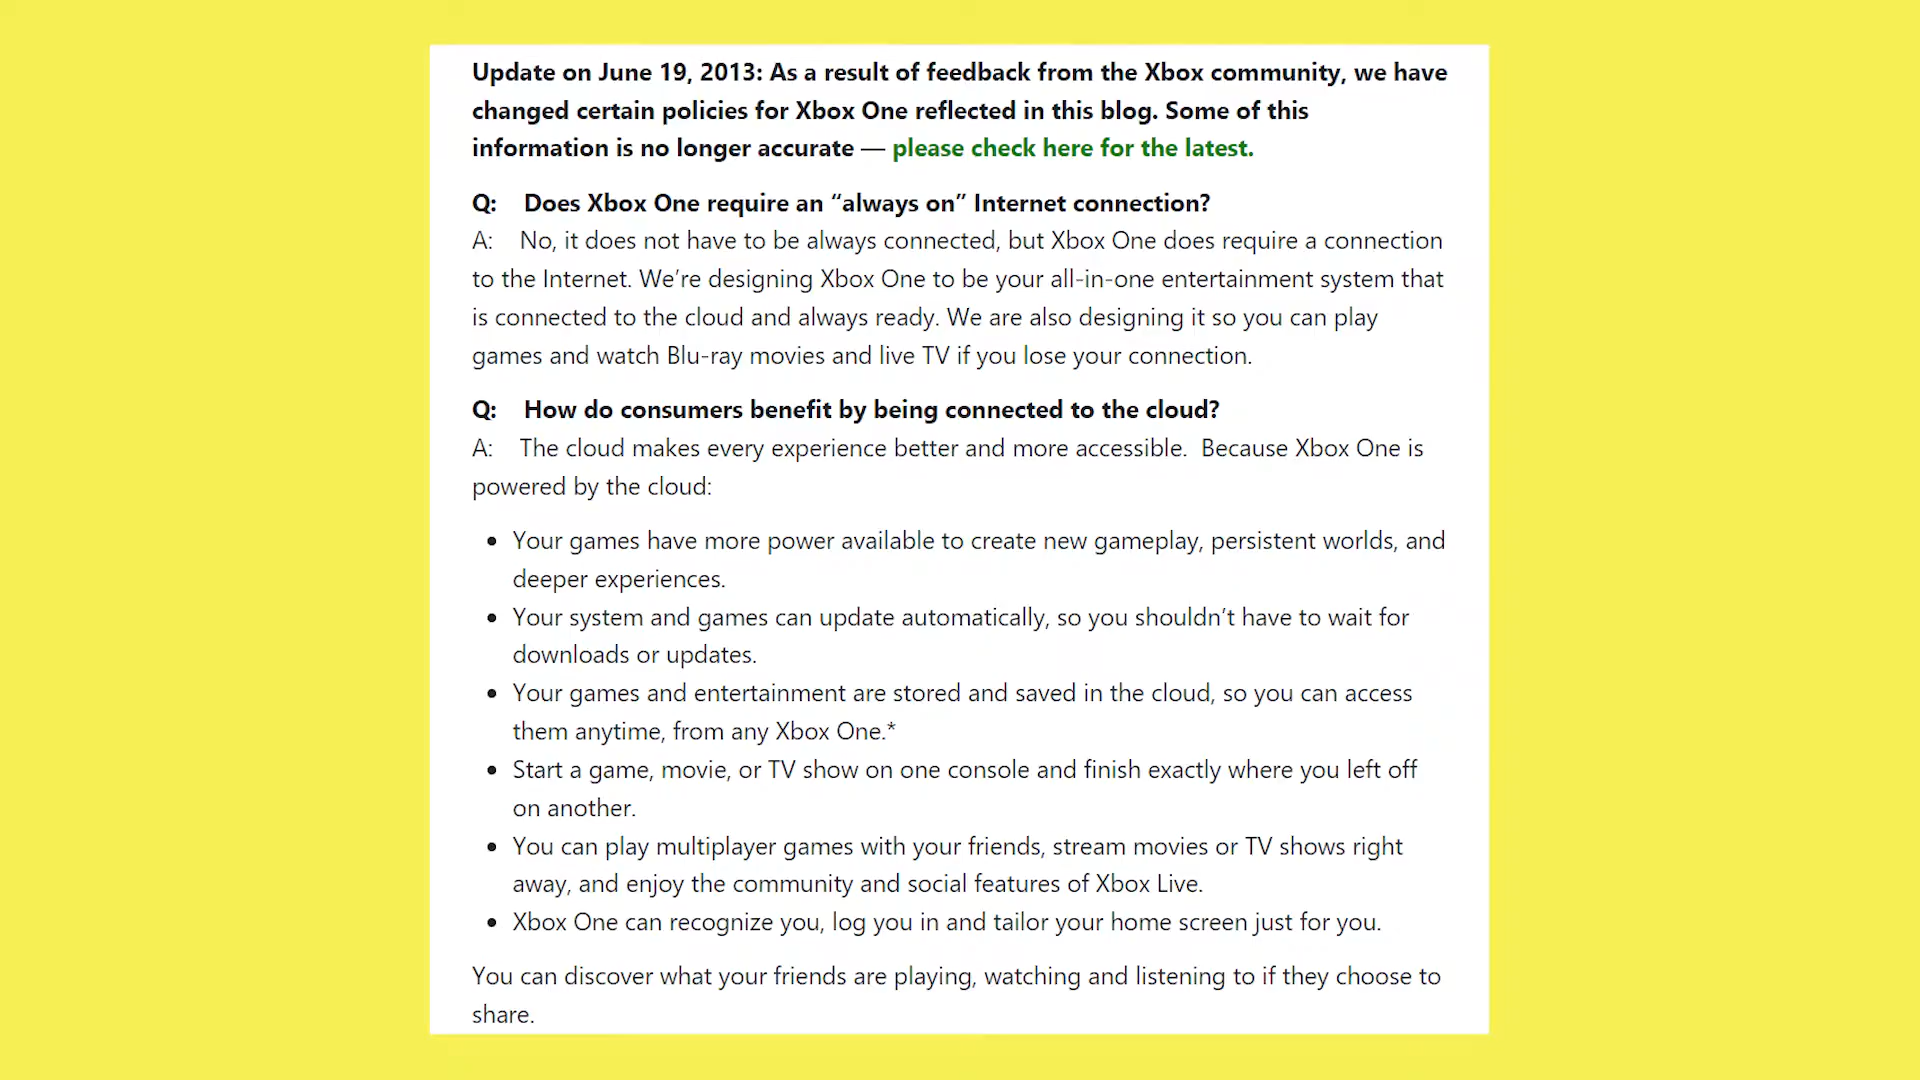 Update on June 19, 2013: As a result of feedback from the Xbox community, we have
changed certain policies for Xbox One reflected in this blog. Some of this
information is no longer accurate — please check here for the latest.
Q: Does Xbox One require an “always on” Internet connection?
A: No, it does not have to be always connected, but Xbox One does require a connection
to the Internet. We’re designing Xbox One to be your all-in-one entertainment system that
is connected to the cloud and always ready. We are also designing it so you can play
games and watch Blu-ray movies and live TV if you lose your connection.
Q: How do consumers benefit by being connected to the cloud?
A: The cloud makes every experience better and more accessible. Because Xbox One is
powered by the cloud:
• Your games have more power available to create new gameplay, persistent worlds, and
deeper experiences.
• Your system and games can update automatically, so you shouldn’t have to wait for
downloads or updates.
• Your games and entertainment are stored and saved in the cloud, so you can access
them anytime, from any Xbox One.*
• Start a game, movie, or TV show on one console and finish exactly where you left off
on another.
• You can play multiplayer games with your friends, stream movies or TV shows right
away, and enjoy the community and social features of Xbox Live.
• Xbox One can recognize you, log you in and tailor your home screen just for you.
You can discover what your friends are playing, watching and listening to if they choose to
share.